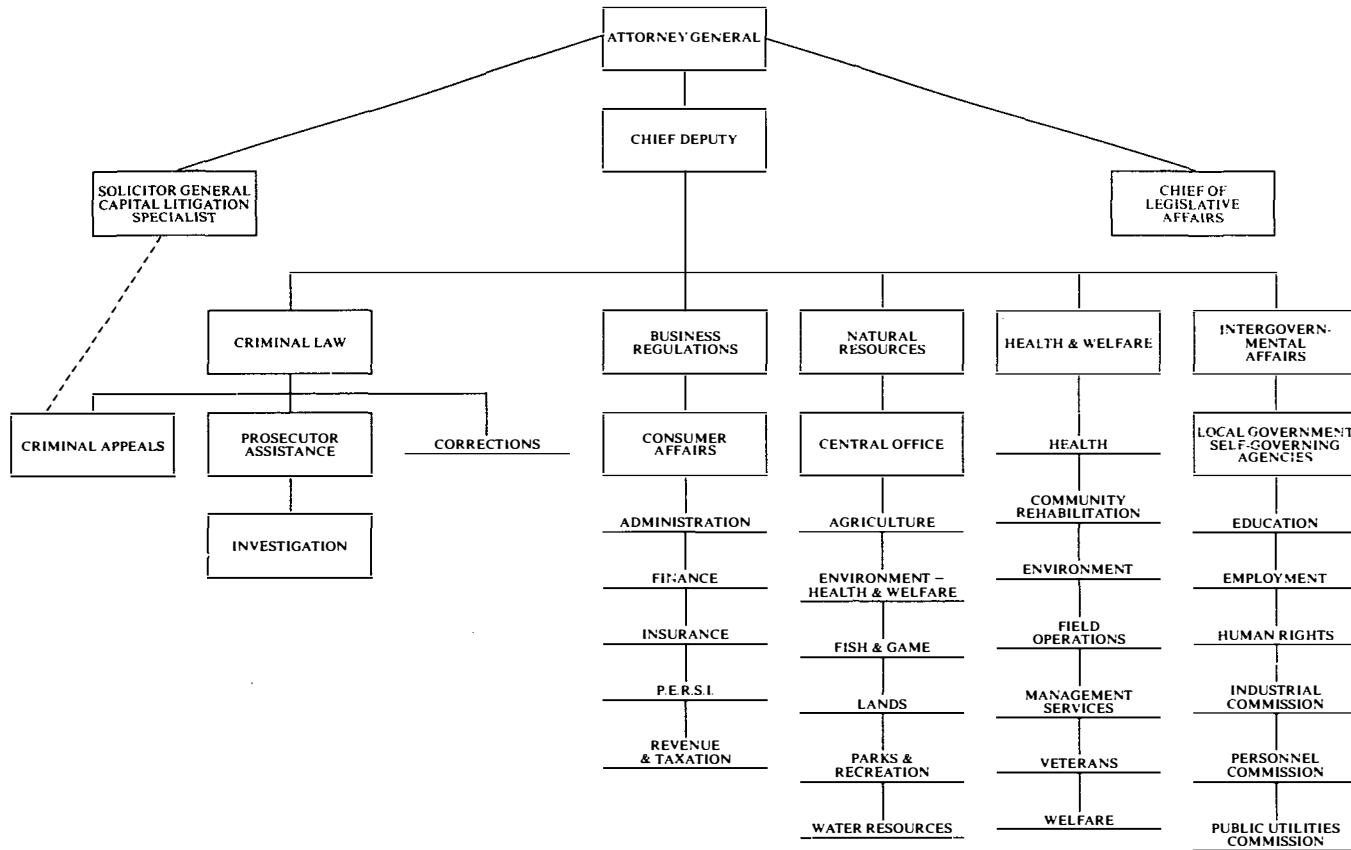 ATTORNEY GENERAL
CHIEF DEPUTY
SOLICITOR GENERAL
CAPITAL LITIGATION
SPECIALIST
CHIEF OF
LEGISLATIVE
AFFAIRS
CRIMINAL LAW
BUSINESS
REGULATIONS
NATURAL
RESOURCES
HEALTH & WELFARE
INTERGOVERN-
MENTAL
AFFAIRS
CRIMINAL APPEALS
PROSECUTOR
ASSISTANCE
CORRECTIONS
INVESTIGATION
CONSUMER
AFFAIRS
ADMINISTRATION
FINANCE
INSURANCE
P.E.R.S.I.
REVENUE
& TAXATION
CENTRAL OFFICE
AGRICULTURE
ENVIRONMENT –
HEALTH & WELFARE
FISH & GAME
LANDS
PARKS &
RECREATION
WATER RESOURCES
HEALTH
COMMUNITY
REHABILITATION
ENVIRONMENT
FIELD
OPERATIONS
MANAGEMENT
SERVICES
VETERANS
WELFARE
LOCAL GOVERNMENT
SELF-GOVERNING
AGENCIES
EDUCATION
EMPLOYMENT
HUMAN RIGHTS
INDUSTRIAL
COMMISSION
PERSONNEL
COMMISSION
PUBLIC UTILITIES
COMMISSION